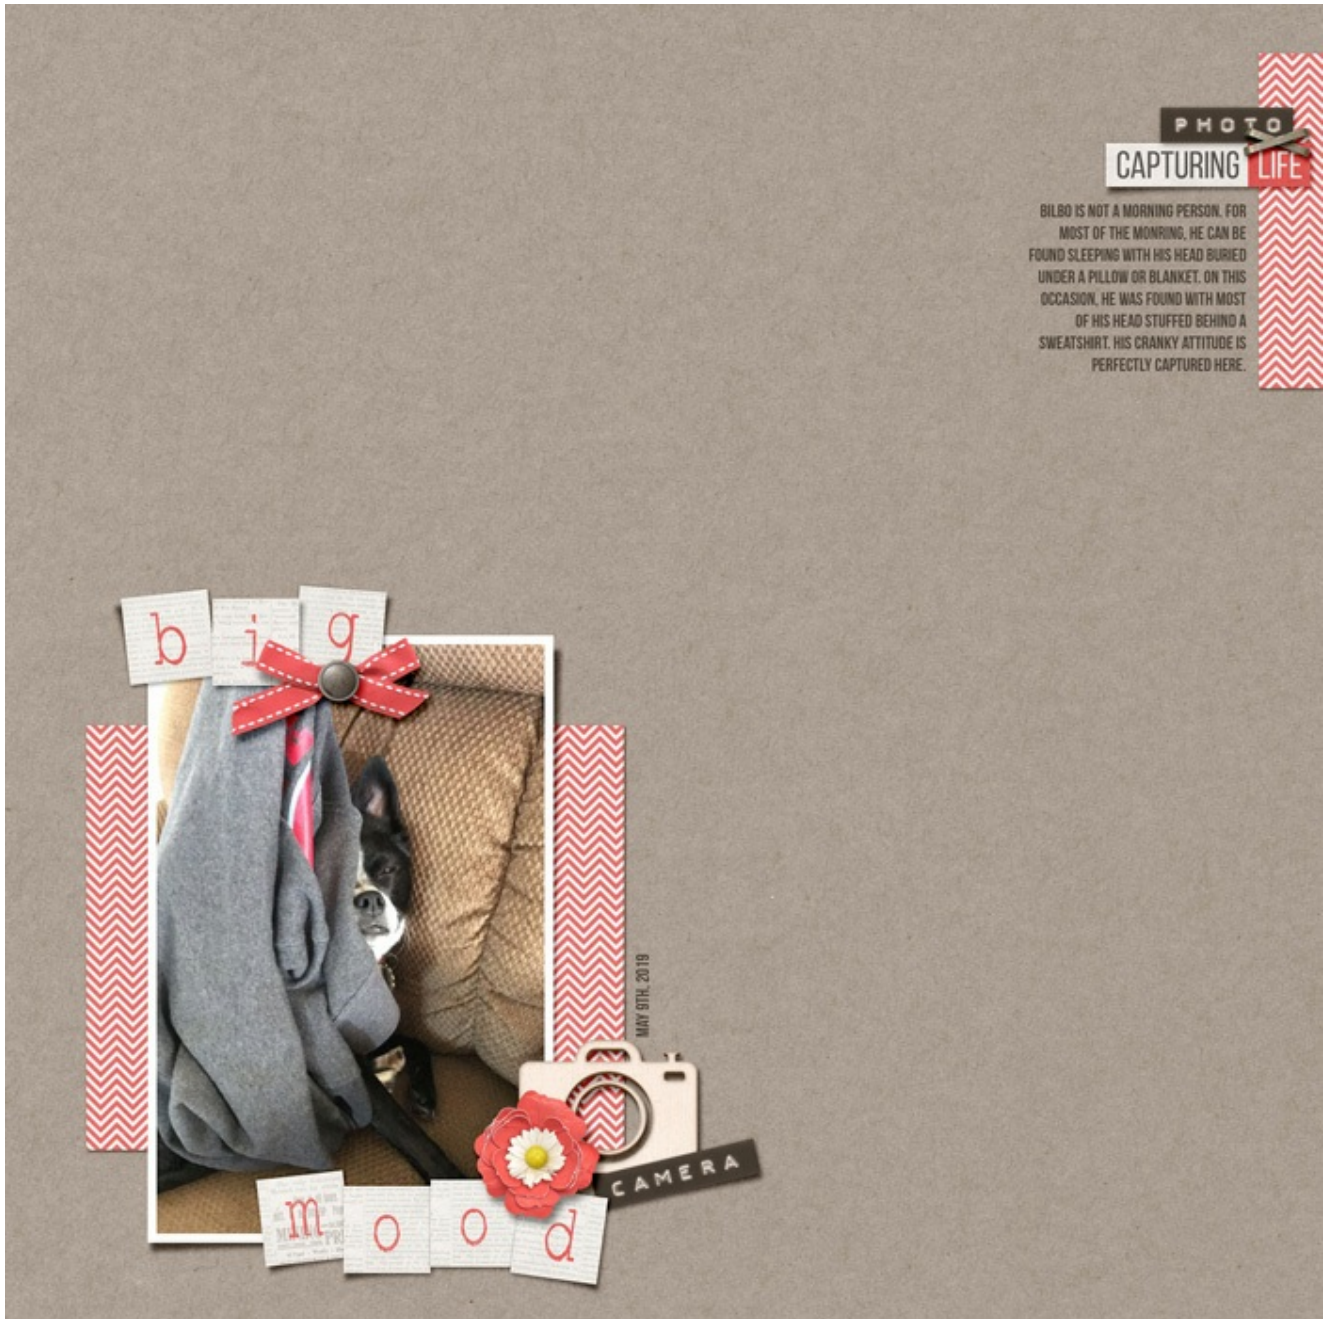 PHOTO
CAPTURING LIFE
BILBO IS NOT A MORNING PERSON. FOR
MOST OF THE MONRING, HE CAN BE
FOUND SLEEPING WITH HIS HEAD BURIED
UNDER A PILLOW OR BLANKET. ON THIS
OCCASION, HE WAS FOUND WITH MOST
OF HIS HEAD STUFFED BEHIND A
SWEATSHIRT. HIS CRANKY ATTITUDE IS
PERFECTLY CAPTURED HERE.
big
MAY 9TH, 2019
CAMERA
mood